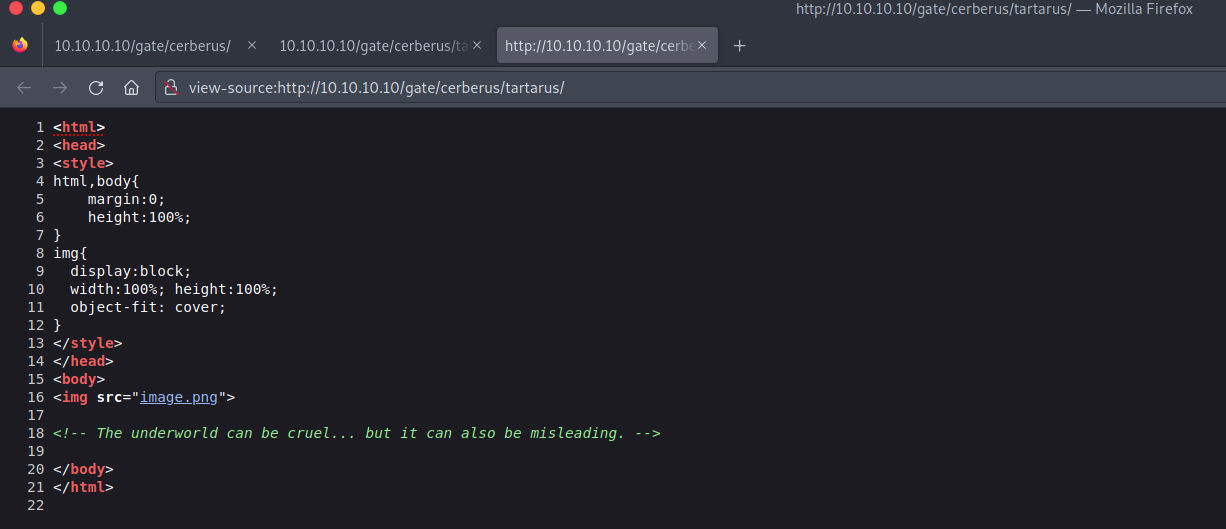 http://10.10.10.10/gate/cerberus/tartarus/ — Mozilla Firefox
10.10.10.10/gate/cerberus/ × 10.10.10.10/gate/cerberus/ta × http://10.10.10.10/gate/cerbe × +
view-source:http://10.10.10.10/gate/cerberus/tartarus/
1 <html>
2 <head>
3 <style>
4 html,body{
5     margin:0;
6     height:100%;
7 }
8 img{
9   display:block;
10   width:100%; height:100%;
11   object-fit: cover;
12 }
13 </style>
14 </head>
15 <body>
16 <img src="image.png">
17
18 <!-- The underworld can be cruel... but it can also be misleading. -->
19
20 </body>
21 </html>
22